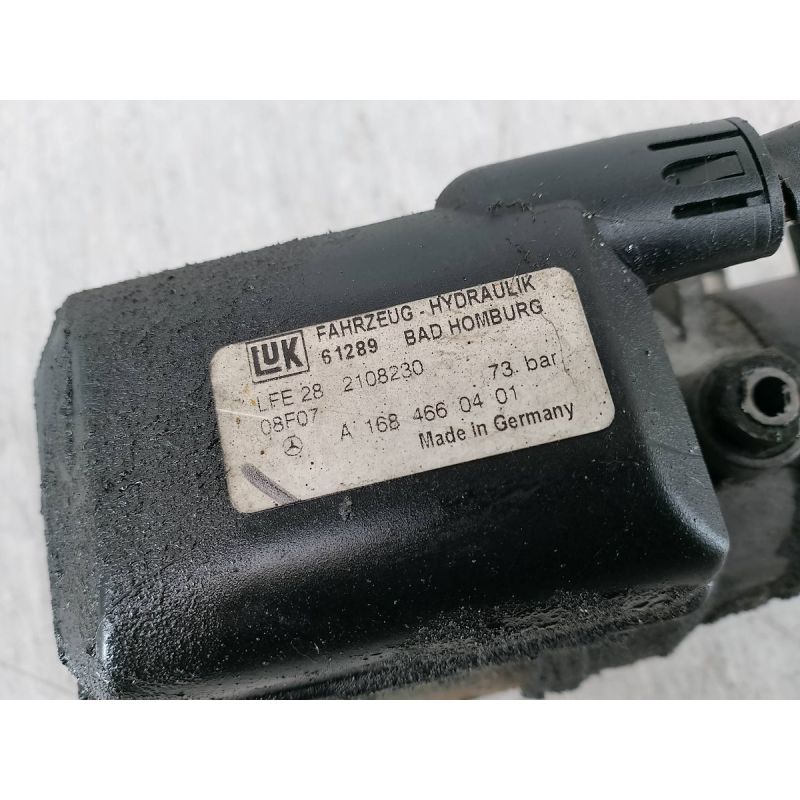 LUK FAHRZEUG - HYDRAULIK
61289 BAD HOMBURG
LFE 28 2108230 73. bar
08F07 A 168 466 04 01
Made in Germany